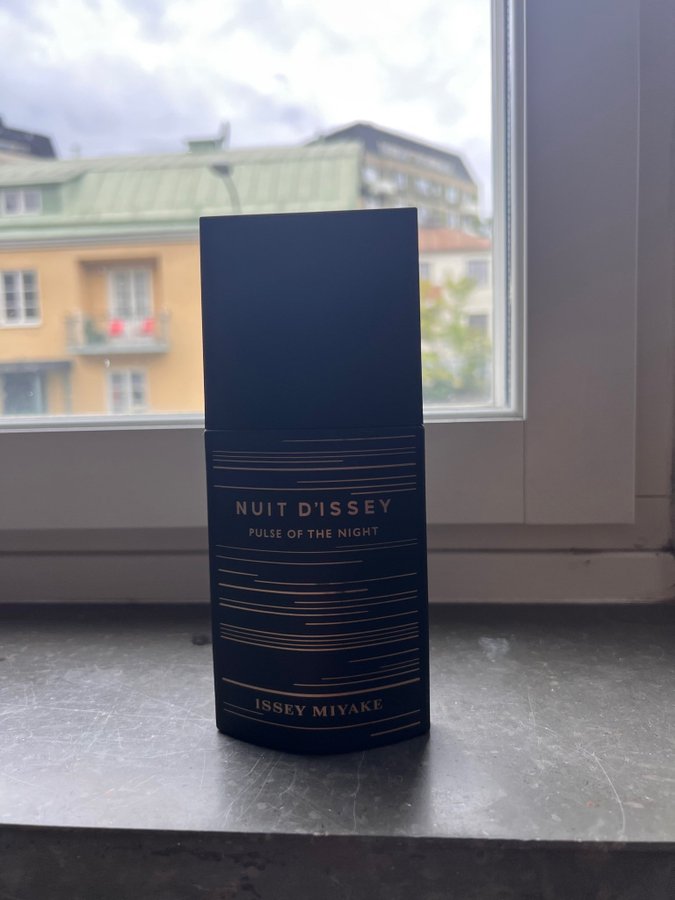 NUIT D'ISSEY
PULSE OF THE NIGHT
ISSEY MIYAKE